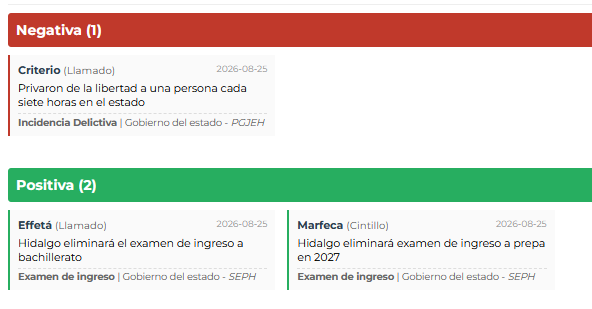 Negativa (1)
Criterio (Llamado) 2026-08-25
Privaron de la libertad a una persona cada
siete horas en el estado
Incidencia Delictiva | Gobierno del estado - PGJEH
Positiva (2)
Effetá (Llamado) 2026-08-25
Hidalgo eliminará el examen de ingreso a
bachillerato
Examen de ingreso | Gobierno del estado - SEPH
Marfeca (Cintillo) 2026-08-25
Hidalgo eliminará examen de ingreso a prepa
en 2027
Examen de ingreso | Gobierno del estado - SEPH